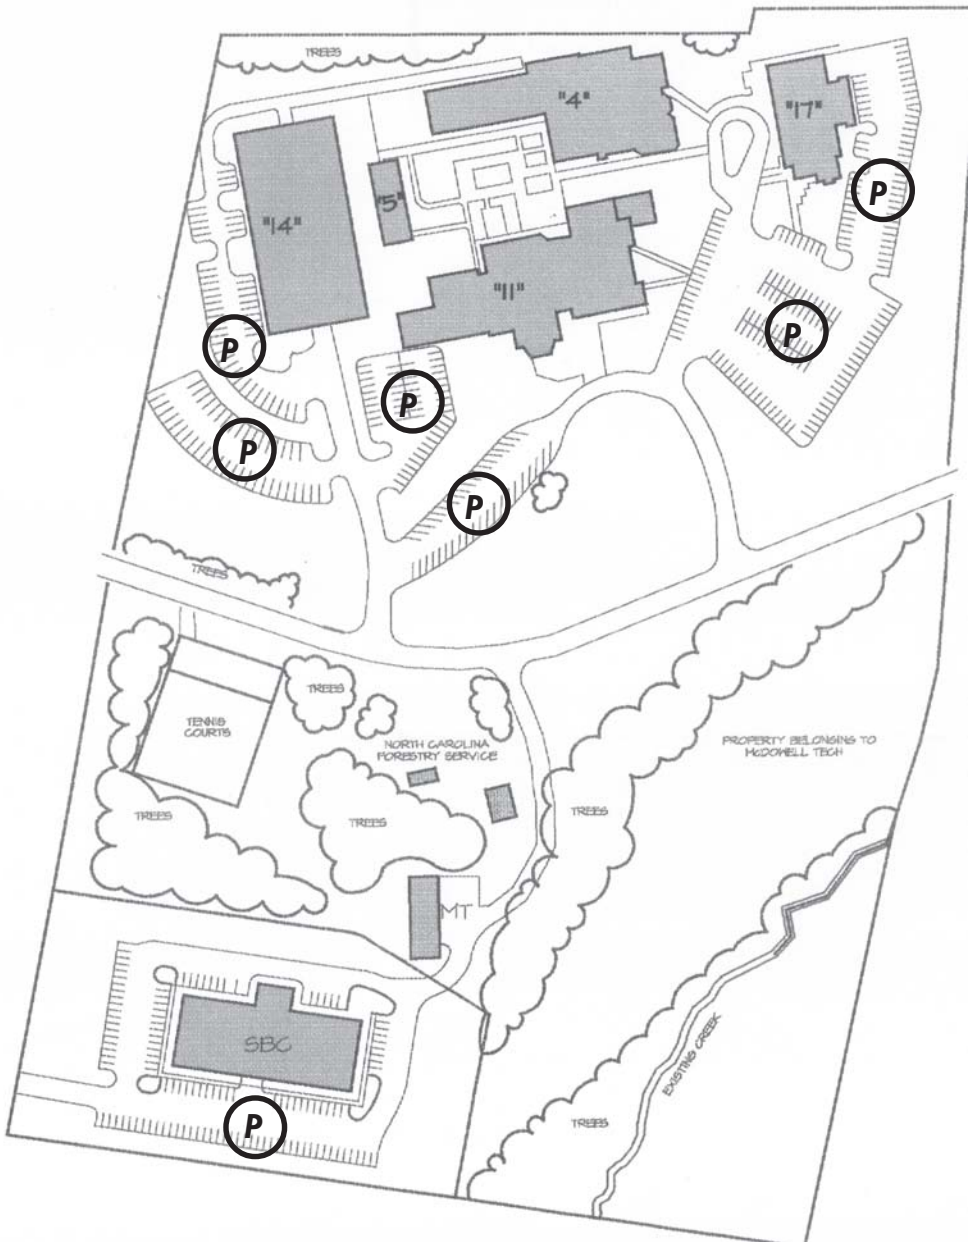 TREES
"4"
"17"
P
"14"
"5"
"11"
P
P
P
P
P
P
TREES
TREES
TENNIS
COURTS
NORTH CAROLINA
FORESTRY SERVICE
PROPERTY BELONGING TO
MCDOWELL TECH
TREES
TREES
TREES
MT
SBC
EXISTING CREEK
TREES
P